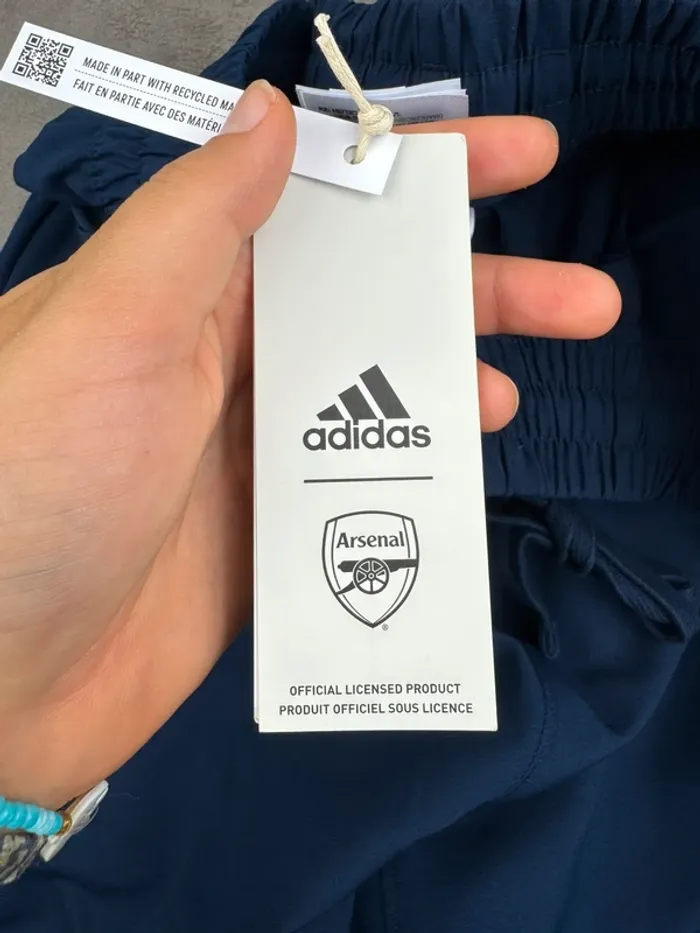 MADE IN PART WITH RECYCLED MA
FAIT EN PARTIE AVEC DES MATÉRI
adidas
Arsenal
®
OFFICIAL LICENSED PRODUCT
PRODUIT OFFICIEL SOUS LICENCE